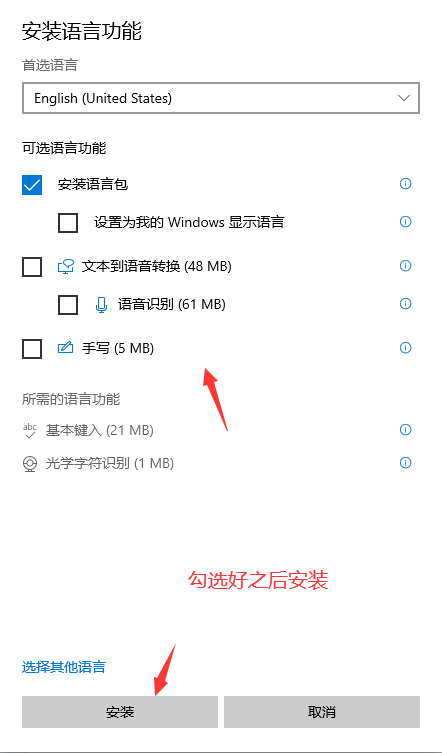 安装语言功能
首选语言
English (United States)
可选语言功能
安装语言包
设置为我的 Windows 显示语言
文本到语音转换 (48 MB)
语音识别 (61 MB)
手写 (5 MB)
所需的语言功能
abc 基本键入 (21 MB)
光学字符识别 (1 MB)
勾选好之后安装
选择其他语言
安装 取消